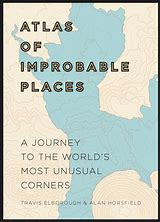 ATLAS
OF
IMPROBABLE
PLACES
A JOURNEY
TO THE WORLD'S
MOST UNUSUAL
CORNERS
TRAVIS ELBOROUGH & ALAN HORSFIELD